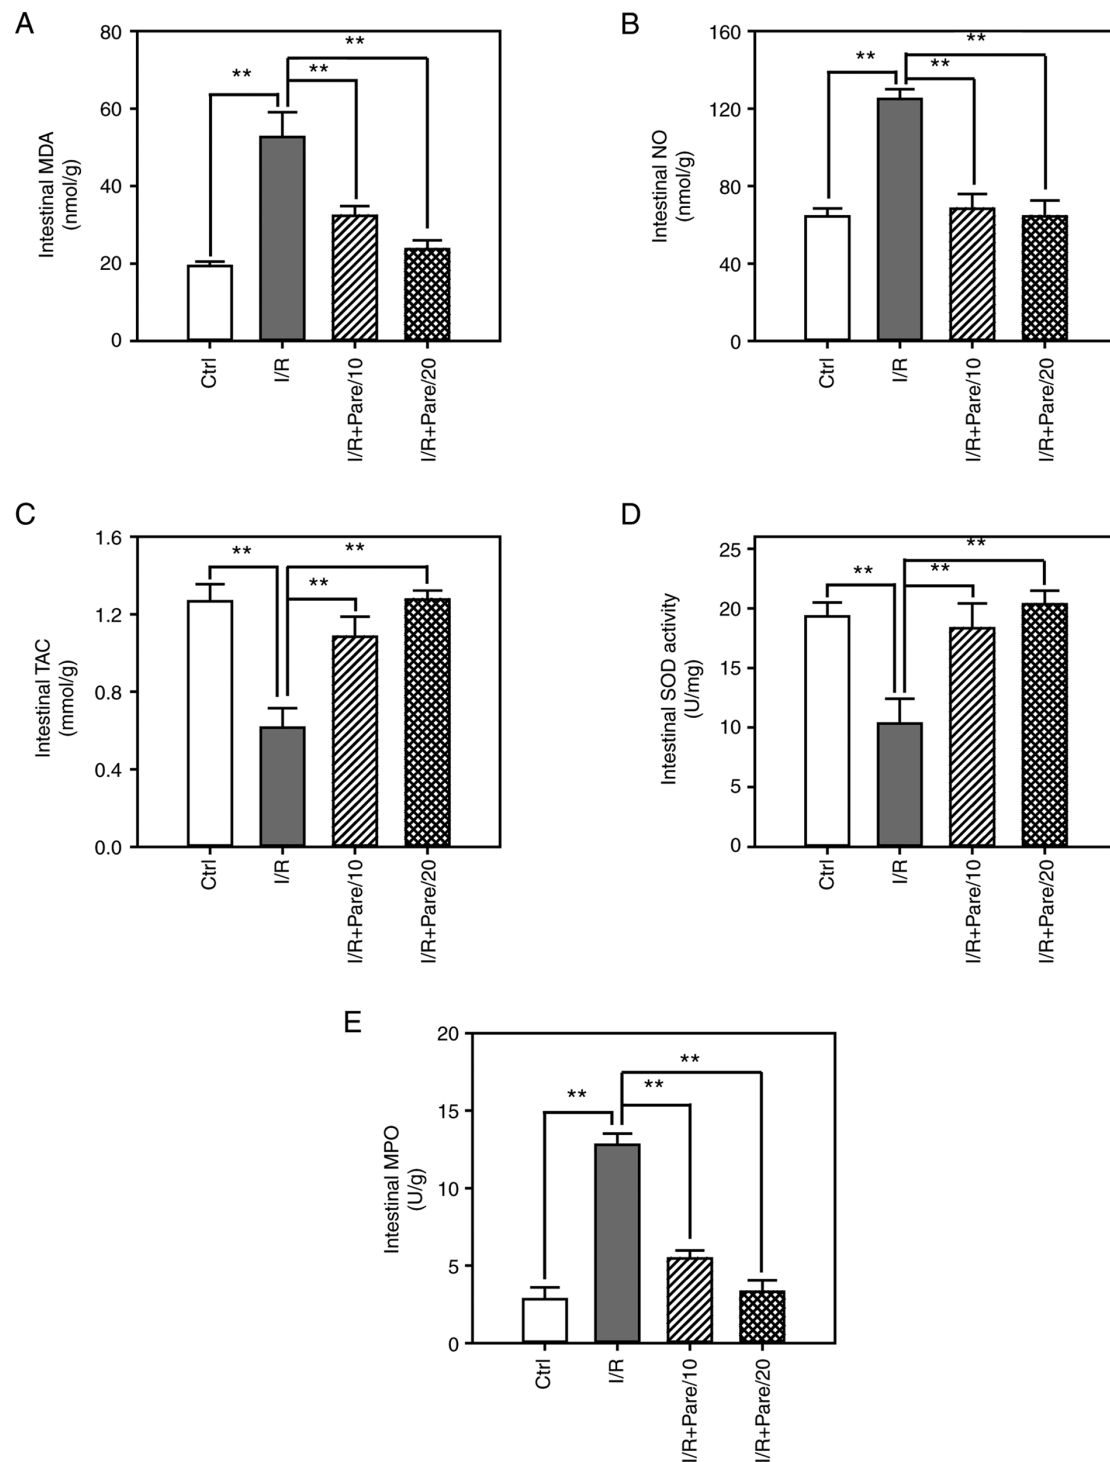 A
Intestinal MDA
(nmol/g)
80
60
40
20
0
**
**
**
Ctrl
I/R
I/R+Pare/10
I/R+Pare/20
B
Intestinal NO
(nmol/g)
160
120
80
40
0
**
**
**
Ctrl
I/R
I/R+Pare/10
I/R+Pare/20
C
Intestinal TAC
(mmol/g)
1.6
1.2
0.8
0.4
0.0
**
**
**
Ctrl
I/R
I/R+Pare/10
I/R+Pare/20
D
Intestinal SOD activity
(U/mg)
25
20
15
10
5
0
**
**
**
Ctrl
I/R
I/R+Pare/10
I/R+Pare/20
E
Intestinal MPO
(U/g)
20
15
10
5
0
**
**
**
Ctrl
I/R
I/R+Pare/10
I/R+Pare/20